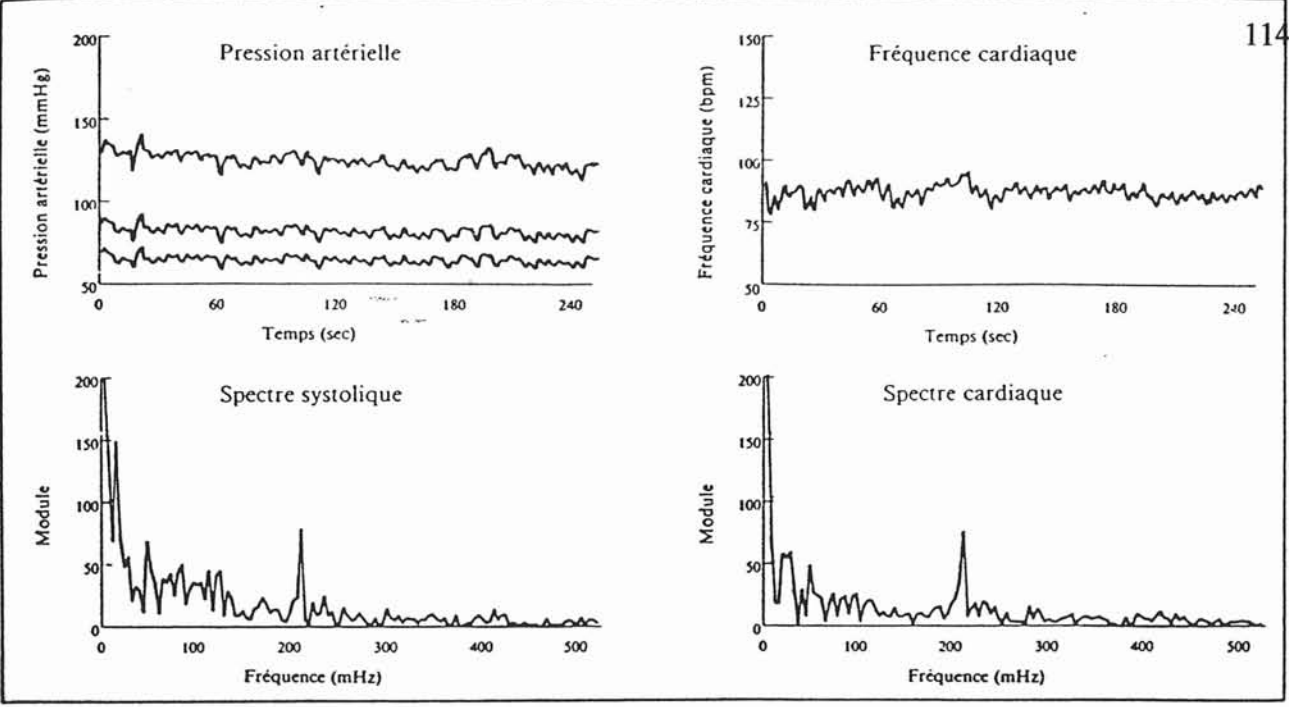 114
Pression artérielle
Pression artérielle (mmHg)
200
150
100
50
0 60 120 180 240
Temps (sec)
Fréquence cardiaque
Fréquence cardiaque (bpm)
150
125
100
75
50
0 60 120 180 240
Temps (sec)
Spectre systolique
Module
200
150
100
50
0
0 100 200 300 400 500
Fréquence (mHz)
Spectre cardiaque
Module
200
150
100
50
0
0 100 200 300 400 500
Fréquence (mHz)